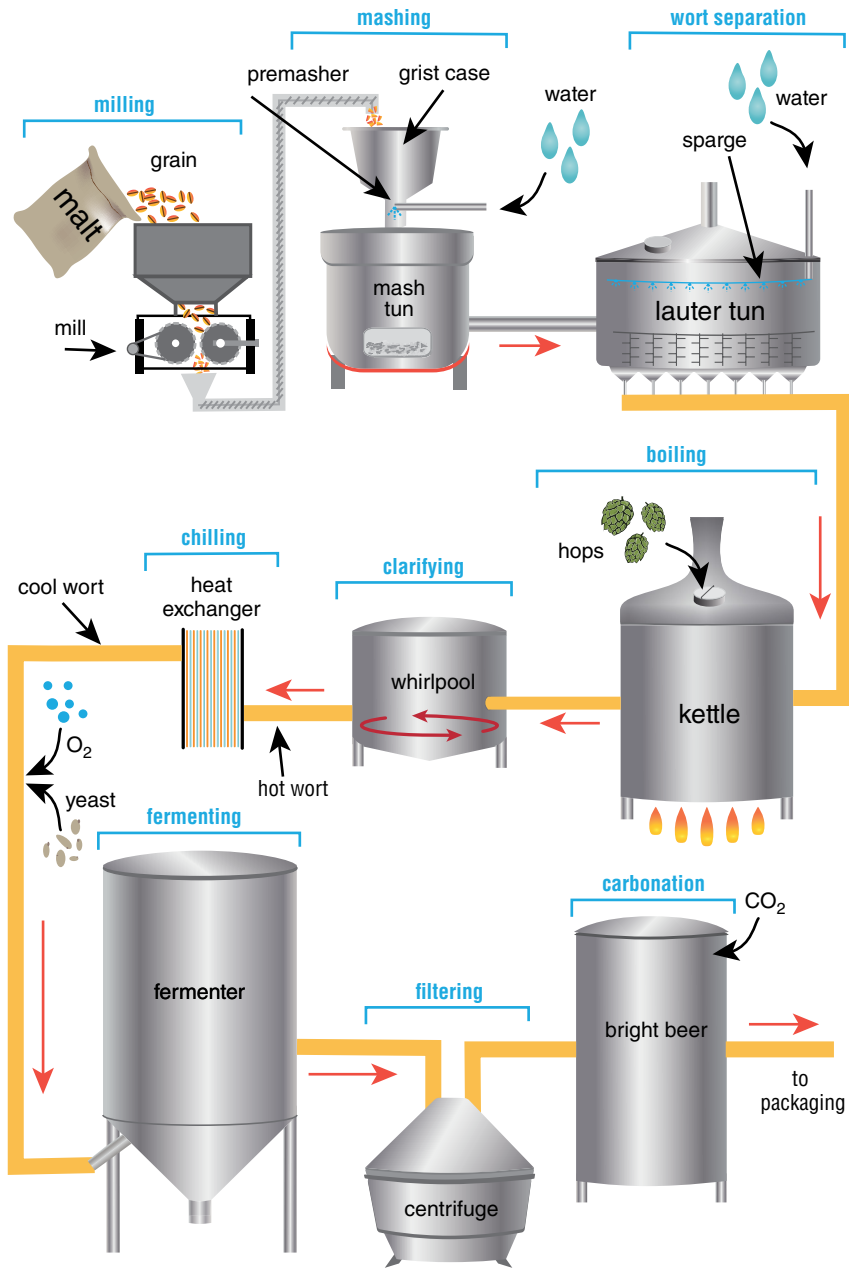 mashing
wort separation
premasher
grist case
milling
water
water
grain
sparge
malt
mash
tun
lauter tun
mill
boiling
chilling
hops
clarifying
cool wort
heat
exchanger
whirlpool
kettle
O₂
hot wort
yeast
fermenting
carbonation
CO₂
fermenter
filtering
bright beer
to
packaging
centrifuge